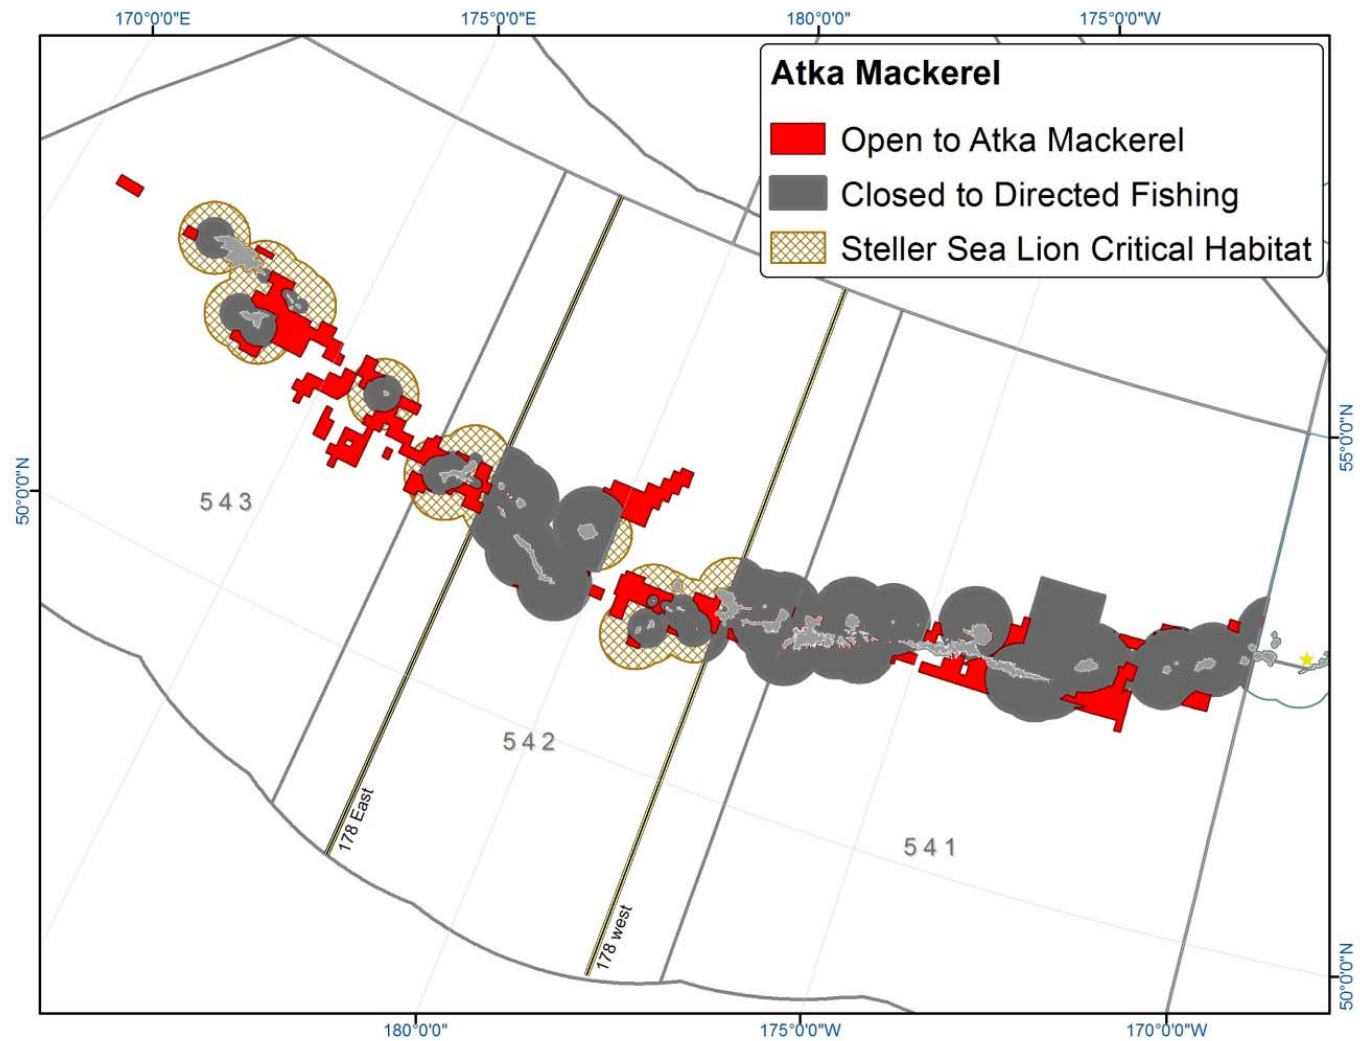 170°0'0"E
175°0'0"E
180°0'0"
175°0'0"W
Atka Mackerel
Open to Atka Mackerel
Closed to Directed Fishing
Steller Sea Lion Critical Habitat
55°0'0"N
50°0'0"N
543
542
541
178 East
178 west
50°0'0"N
180°0'0"
175°0'0"W
170°0'0"W